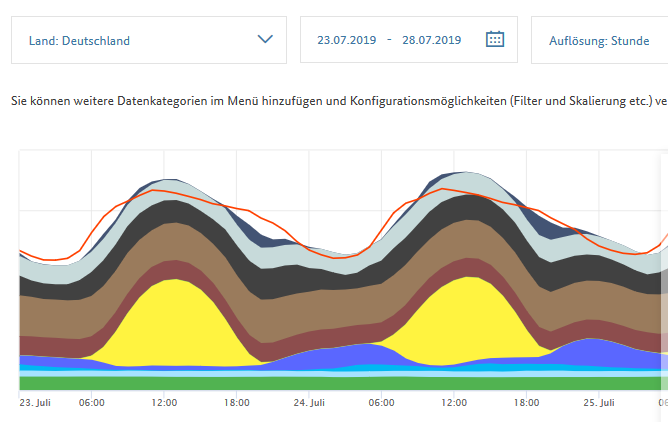 Land: Deutschland
23.07.2019 - 28.07.2019
Auflösung: Stunde
Sie können weitere Datenkategorien im Menü hinzufügen und Konfigurationsmöglichkeiten (Filter und Skalierung etc.) ve
23. Juli 06:00 12:00 18:00 24. Juli 06:00 12:00 18:00 25. Juli